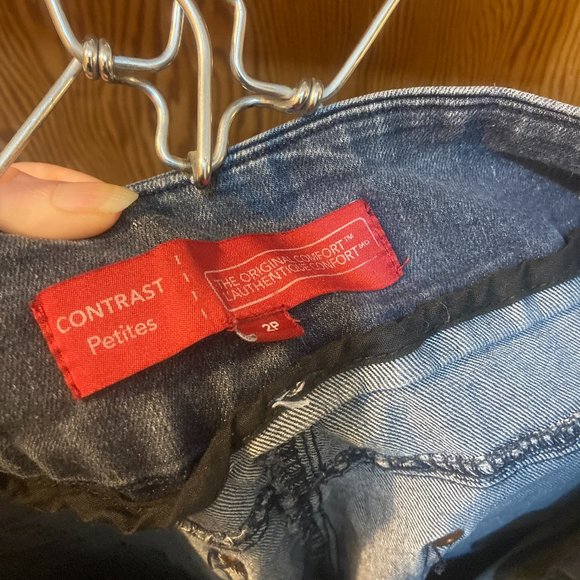 CONTRAST
Petites
THE ORIGINAL COMFORT™
L'AUTHENTIQUE CONFORT MD
2P